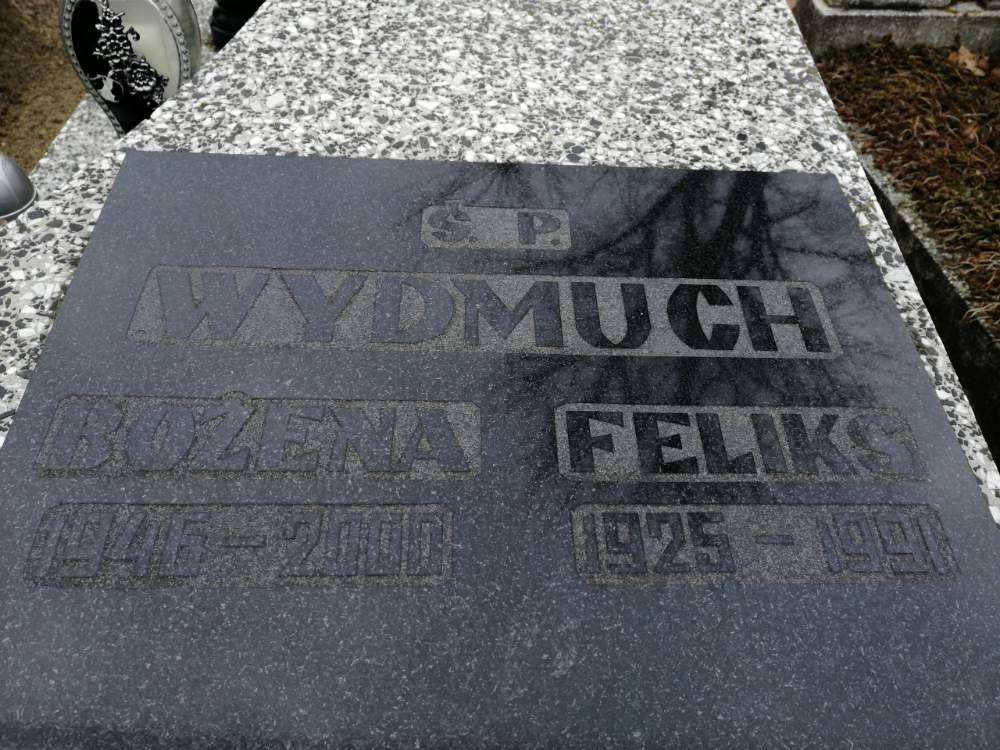 Ś. P.
WYDMUCH
BOŻENA FELIKS
1946-2000 1925-1991